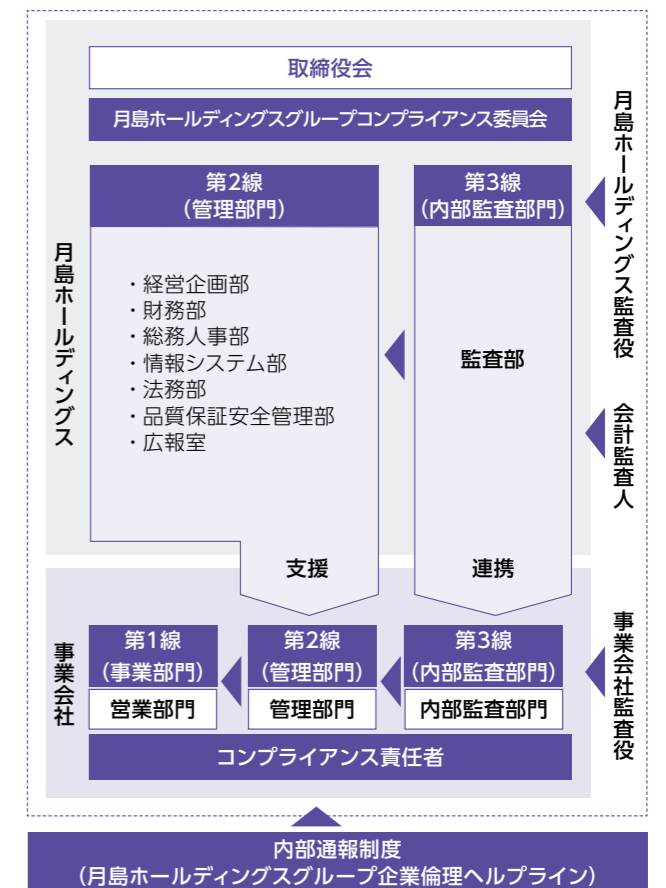 取締役会
月島ホールディングスグループコンプライアンス委員会
月島ホールディングス
第2線
（管理部門）
・経営企画部
・財務部
・総務人事部
・情報システム部
・法務部
・品質保証安全管理部
・広報室
支援
第3線
（内部監査部門）
監査部
連携
月島ホールディングス監査役
会計監査人
事業会社
第1線
（事業部門）
営業部門
第2線
（管理部門）
管理部門
第3線
（内部監査部門）
内部監査部門
コンプライアンス責任者
事業会社監査役
内部通報制度
（月島ホールディングスグループ企業倫理ヘルプライン）